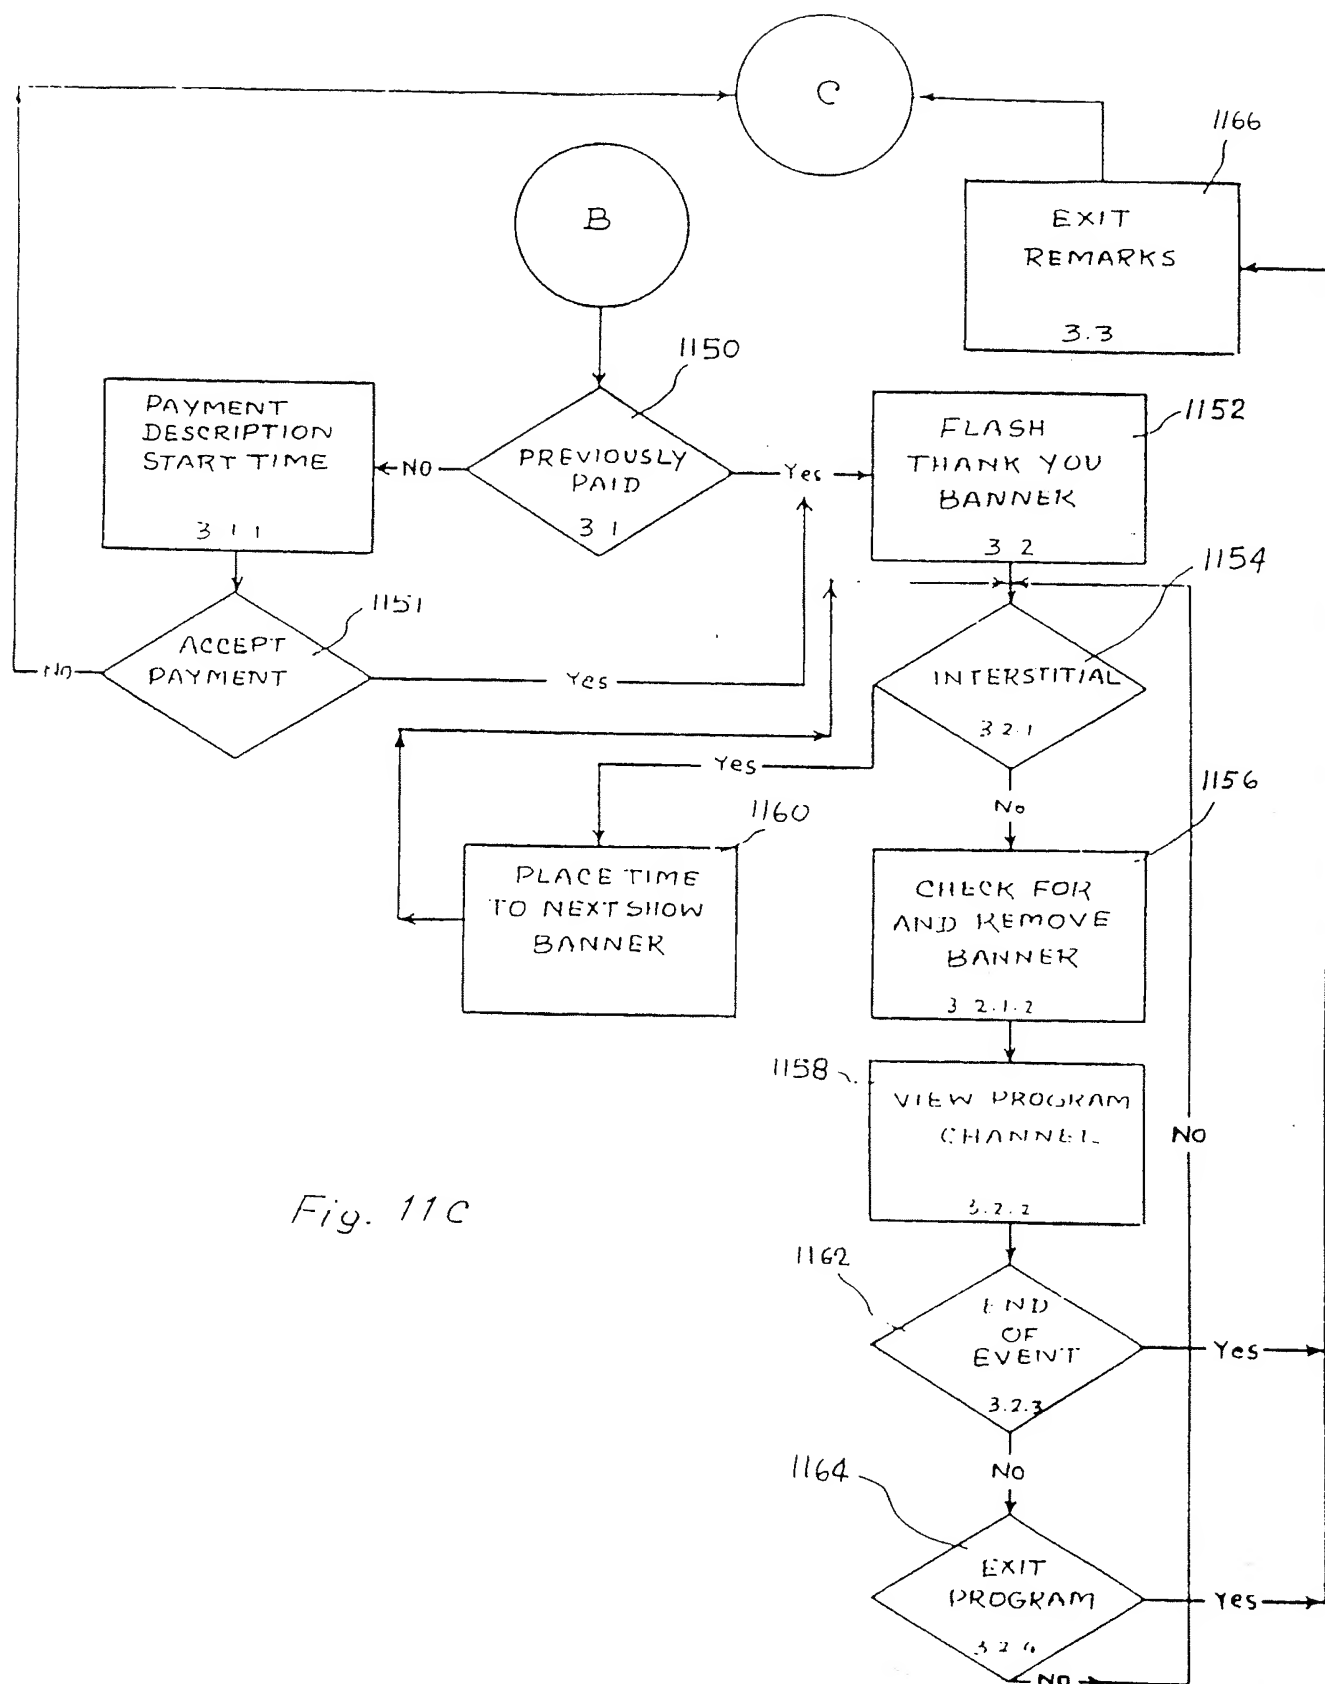 C
1166
EXIT
REMARKS
3.3
B
1150
PREVIOUSLY
PAID
3 1
NO
Yes
PAYMENT
DESCRIPTION
START TIME
3 1 1
1152
FLASH
THANK YOU
BANNER
3 2
1151
ACCEPT
PAYMENT
NO
Yes
1154
INTERSTITIAL
3 2.1
Yes
No
1160
PLACE TIME
TO NEXT SHOW
BANNER
1156
CHECK FOR
AND REMOVE
BANNER
3 2.1.2
1158
VIEW PROGRAM
CHANNEL
3.2.2
NO
Fig. 11C
1162
END
OF
EVENT
3.2.3
Yes
NO
1164
EXIT
PROGRAM
3 2 4
Yes
NO